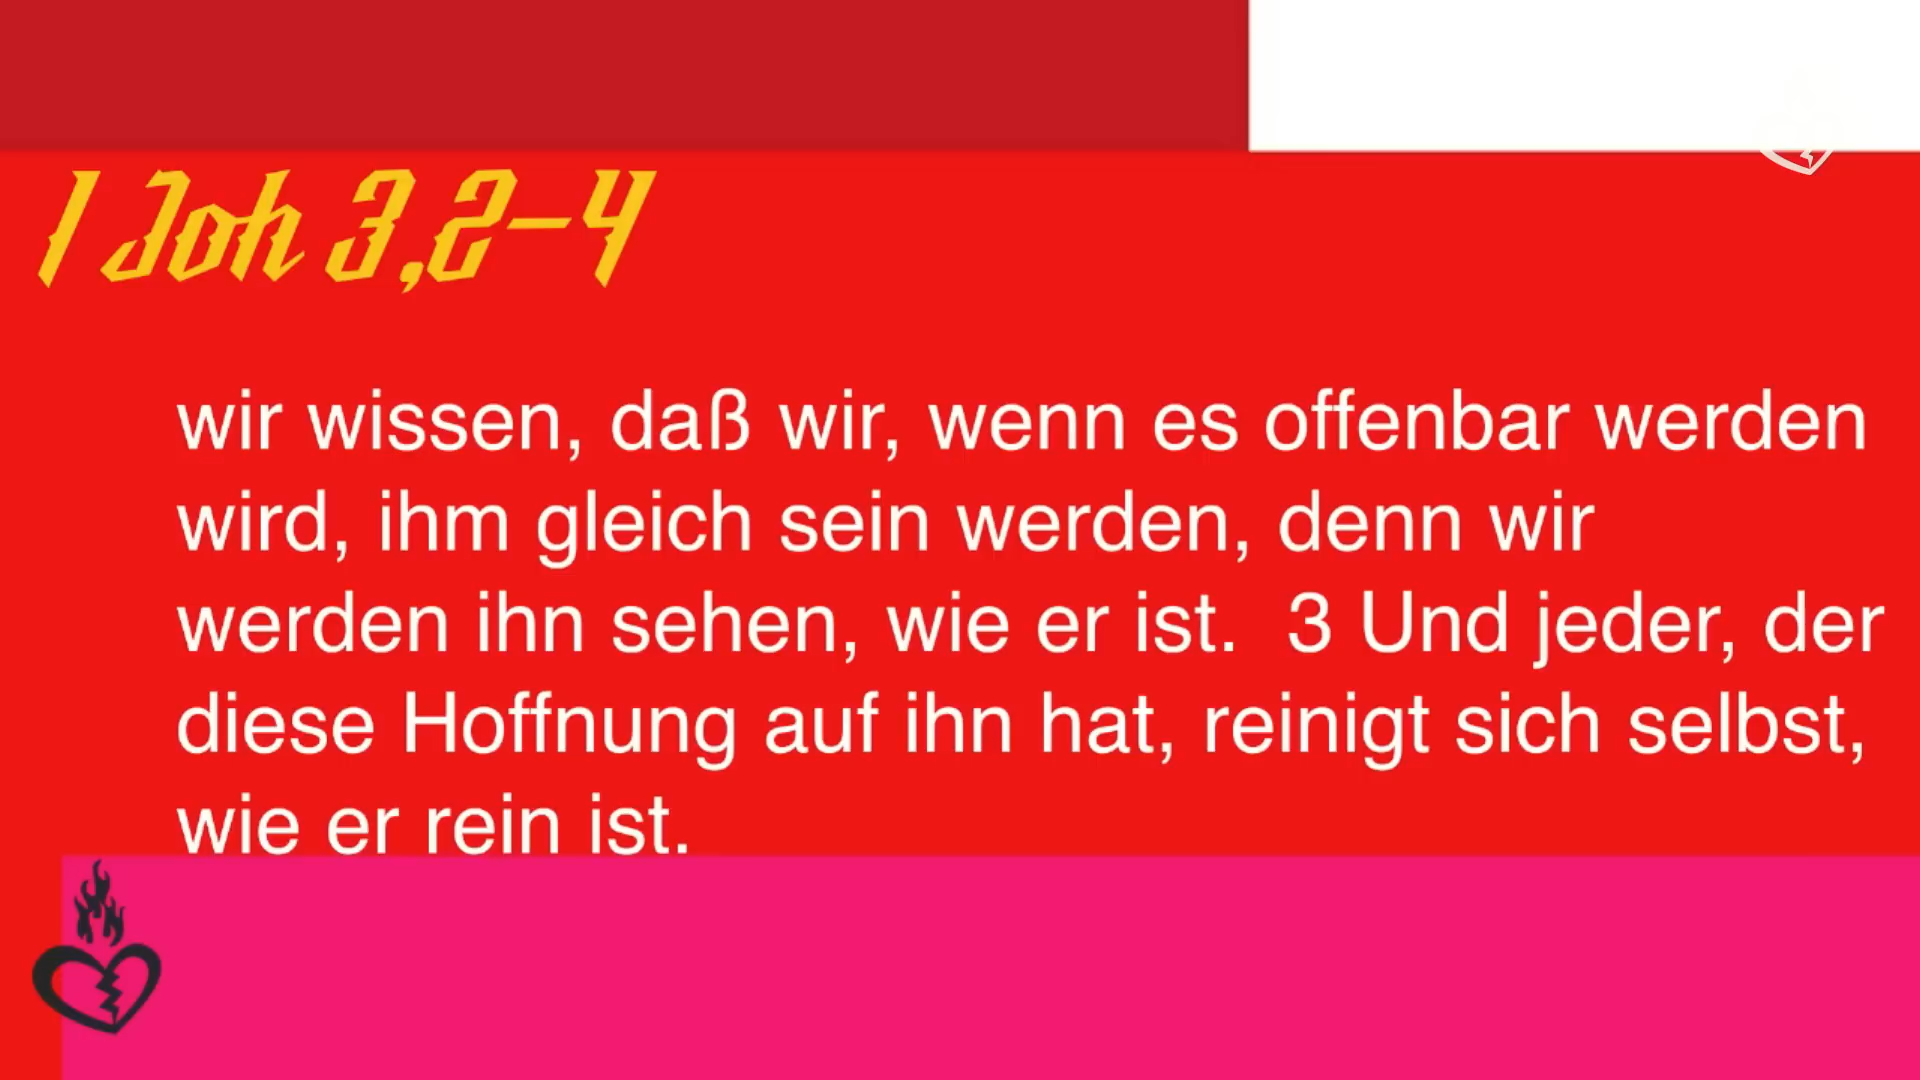 1 Joh 3,2-4
wir wissen, daß wir, wenn es offenbar werden
wird, ihm gleich sein werden, denn wir
werden ihn sehen, wie er ist.  3 Und jeder, der
diese Hoffnung auf ihn hat, reinigt sich selbst,
wie er rein ist.